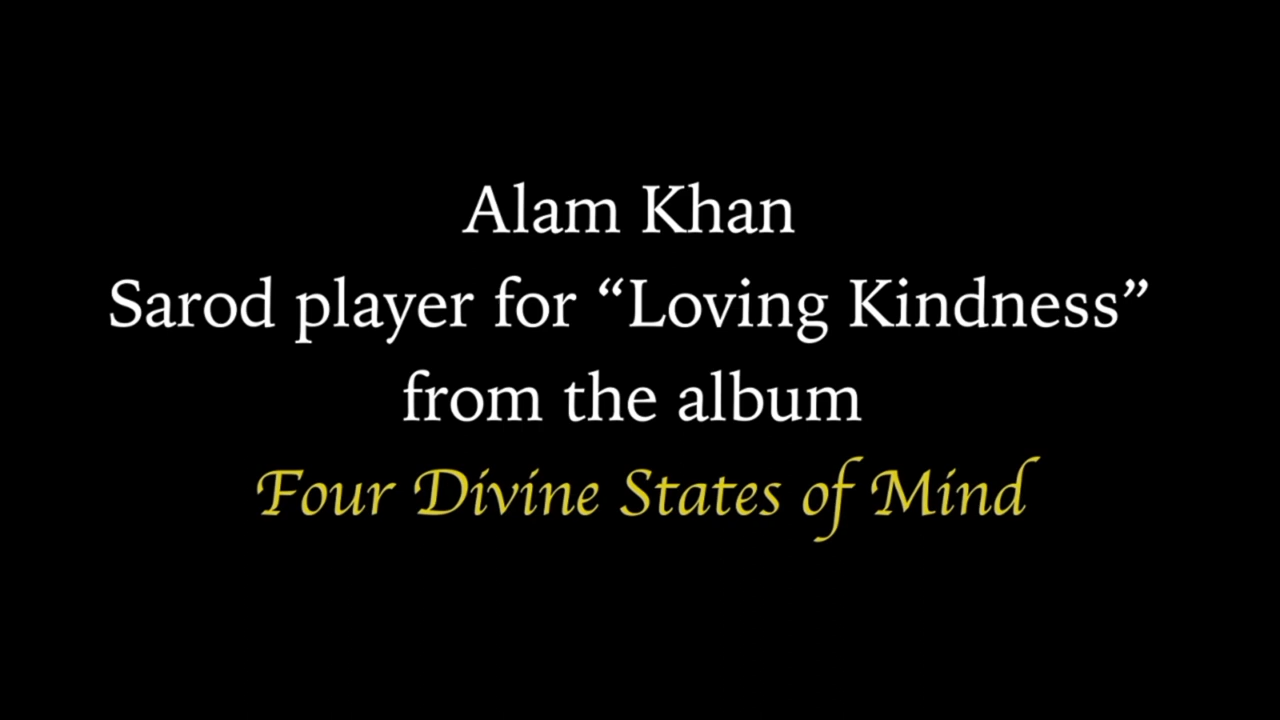 Alam Khan
Sarod player for “Loving Kindness”
from the album
Four Divine States of Mind